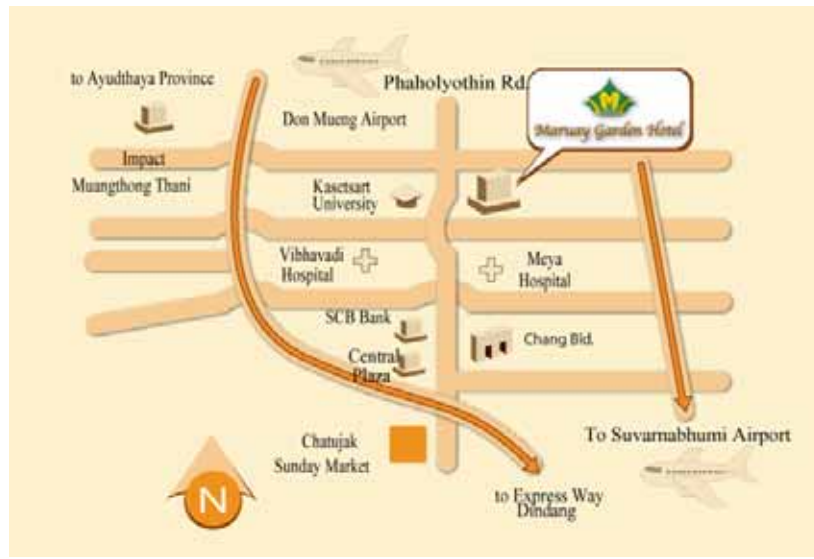 to Ayudthaya Province
Phaholyothin Rd.
M
Maruay Garden Hotel
Don Mueng Airport
Impact
Muangthong Thani
Kasetsart
University
Vibhavadi
Hospital
Meya
Hospital
SCB Bank
Chang Bld.
Central
Plaza
Chatujak
Sunday Market
To Suvarnabhumi Airport
N
to Express Way
Dindang